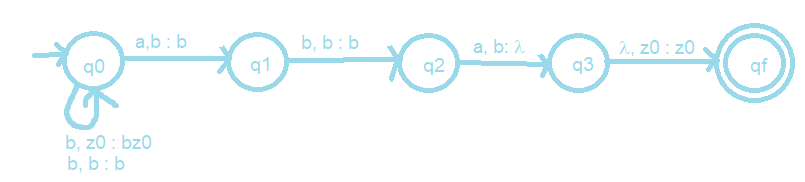 a,b : b
b, b : b
a, b: λ
λ, z0 : z0
q0
q1
q2
q3
qf
b, z0 : bz0
b, b : b